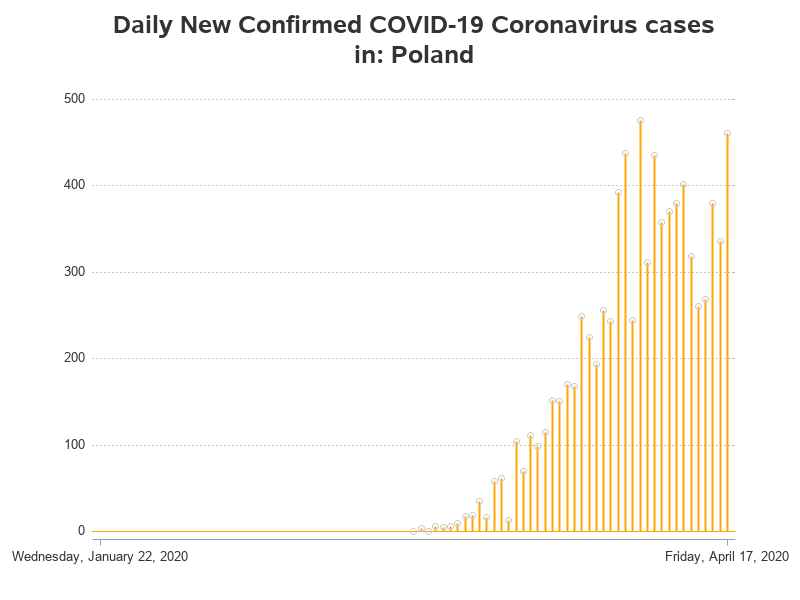 Daily New Confirmed COVID-19 Coronavirus cases
in: Poland
500
400
300
200
100
0
Wednesday, January 22, 2020 Friday, April 17, 2020